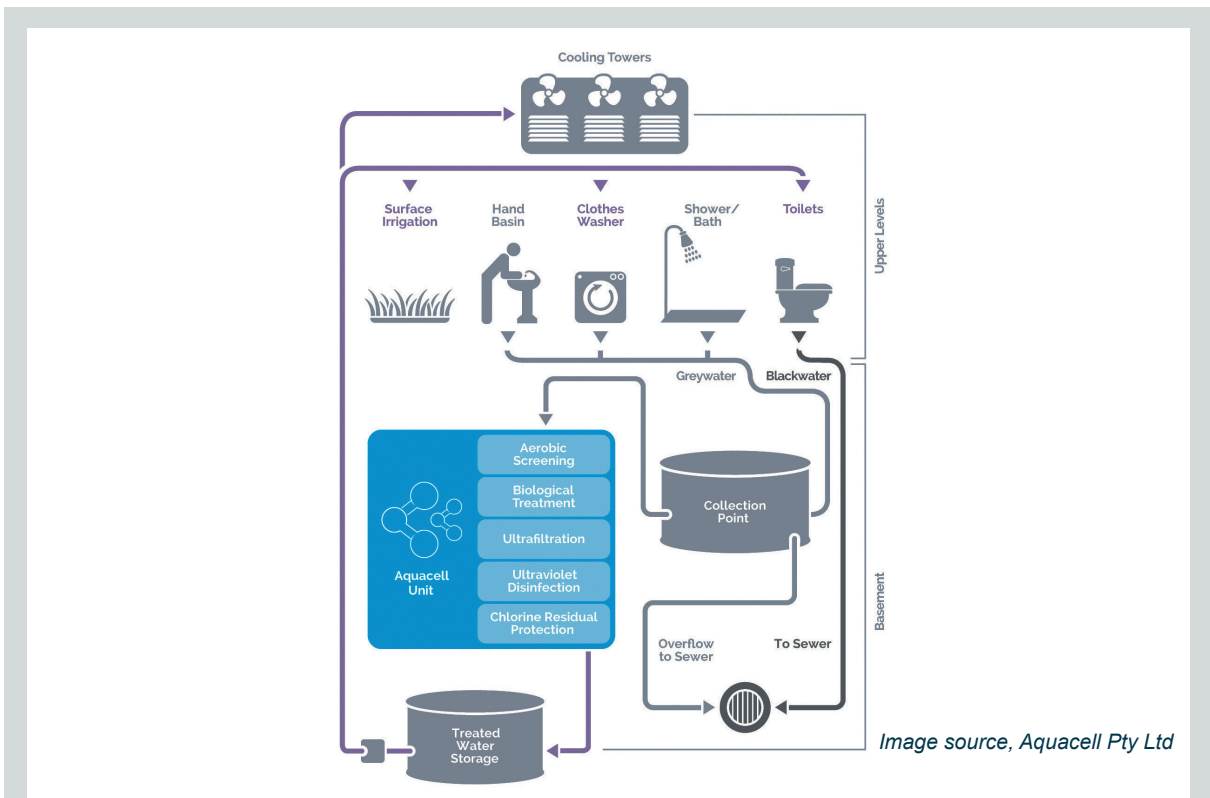 Cooling Towers
Surface
Irrigation
Hand
Basin
Clothes
Washer
Shower/
Bath
Toilets
Upper Levels
Greywater
Blackwater
Aerobic
Screening
Biological
Treatment
Ultrafiltration
Ultraviolet
Disinfection
Chlorine Residual
Protection
Aquacell
Unit
Collection
Point
Basement
Overflow
to Sewer
To Sewer
Treated
Water
Storage
Image source, Aquacell Pty Ltd